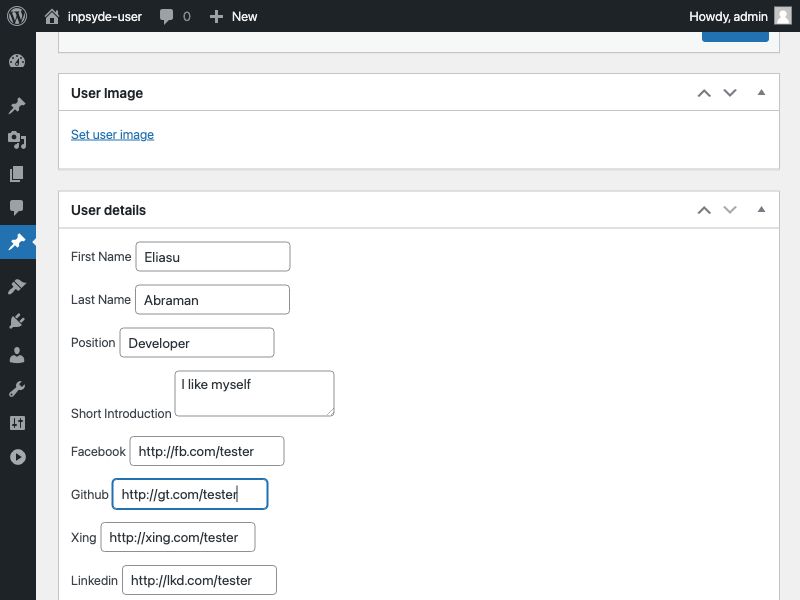 inpsyde-user 0 New Howdy, admin
User Image
Set user image
User details
First Name Eliasu
Last Name Abraman
Position Developer
I like myself
Short Introduction
Facebook http://fb.com/tester
Github http://gt.com/tester
Xing http://xing.com/tester
Linkedin http://lkd.com/tester